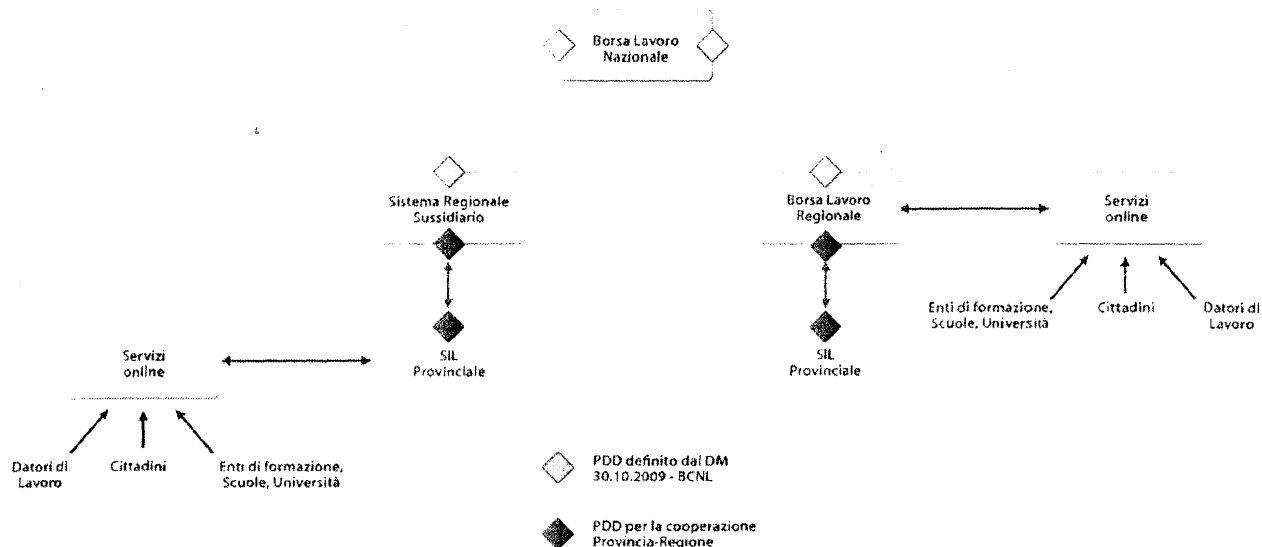 Borsa Lavoro
Nazionale
Sistema Regionale
Sussidiario
Borsa Lavoro
Regionale
Servizi
online
Enti di formazione,
Scuole, Università
Cittadini
Datori di
Lavoro
SIL
Provinciale
SIL
Provinciale
Servizi
online
Datori di
Lavoro
Cittadini
Enti di formazione,
Scuole, Università
PDD definito dal DM
30.10.2009 - BCNL
PDD per la cooperazione
Provincia-Regione